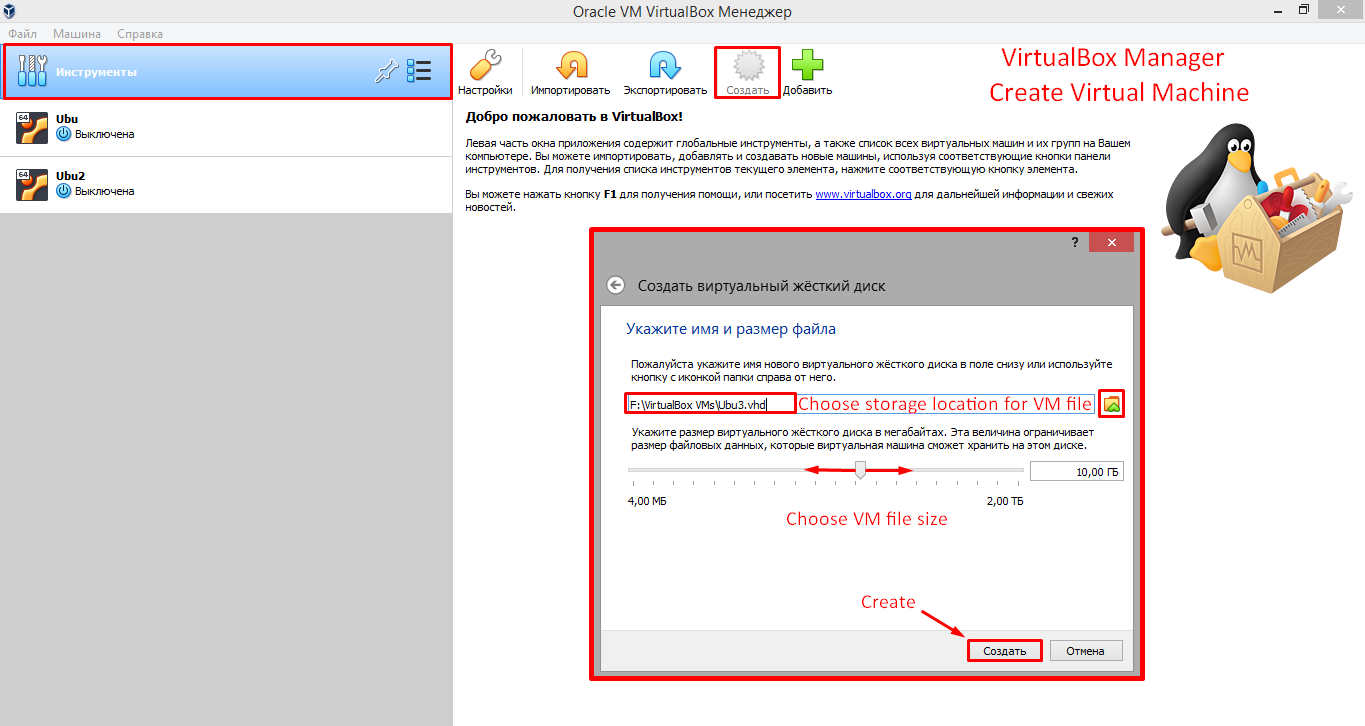 Oracle VM VirtualBox Менеджер
Файл Машина Справка
Инструменты
Настройки Импортировать Экспортировать Создать Добавить
VirtualBox Manager
Create Virtual Machine
64
Ubu
Выключена
64
Ubu2
Выключена
Добро пожаловать в VirtualBox!
Левая часть окна приложения содержит глобальные инструменты, а также список всех виртуальных машин и их групп на Вашем
компьютере. Вы можете импортировать, добавлять и создавать новые машины, используя соответствующие кнопки панели
инструментов. Для получения списка инструментов текущего элемента, нажмите соответствующую кнопку элемента.
Вы можете нажать кнопку F1 для получения помощи, или посетить www.virtualbox.org для дальнейшей информации и свежих
новостей.
VM
?
Создать виртуальный жёсткий диск
Укажите имя и размер файла
Пожалуйста укажите имя нового виртуального жёсткого диска в поле снизу или используйте
кнопку с иконкой папки справа от него.
F:\VirtualBox VMs\Ubu3.vhd Choose storage location for VM file
Укажите размер виртуального жёсткого диска в мегабайтах. Эта величина ограничивает
размер файловых данных, которые виртуальная машина сможет хранить на этом диске.
10,00 ГБ
4,00 МБ 2,00 ТБ
Choose VM file size
Create
Создать Отмена